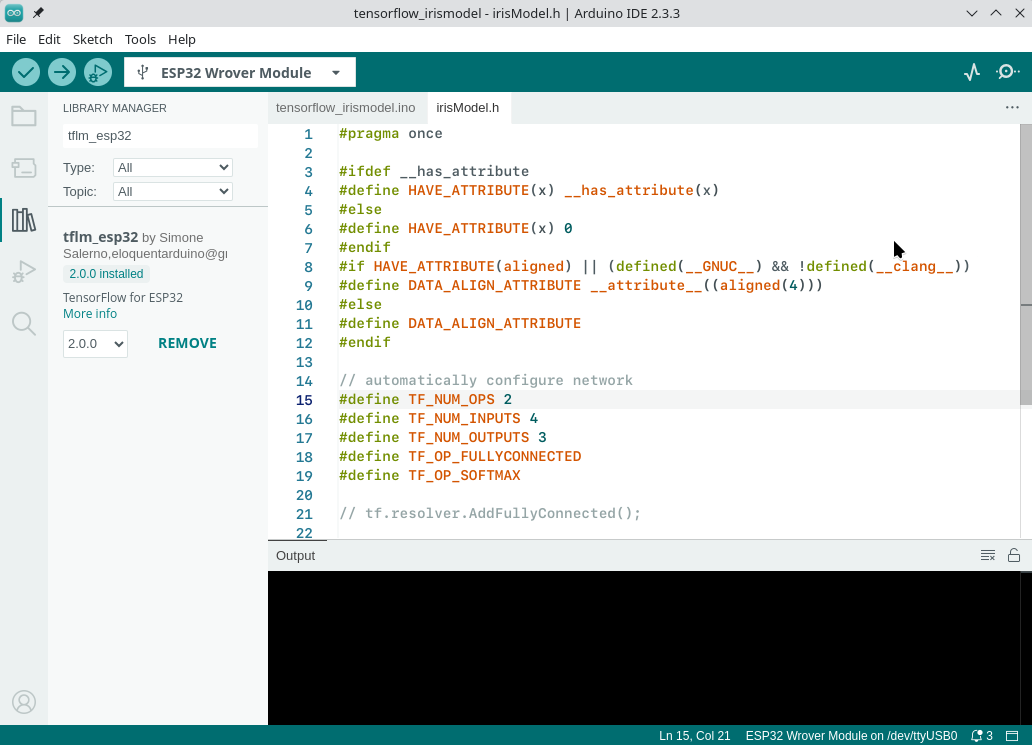 tensorflow_irismodel - irisModel.h | Arduino IDE 2.3.3
File Edit Sketch Tools Help
ESP32 Wrover Module
LIBRARY MANAGER
tflm_esp32
Type: All
Topic: All
tflm_esp32 by Simone
Salerno,eloquentarduino@gı
2.0.0 installed
TensorFlow for ESP32
More info
2.0.0 REMOVE
tensorflow_irismodel.ino irisModel.h
1 #pragma once
2
3 #ifdef __has_attribute
4 #define HAVE_ATTRIBUTE(x) __has_attribute(x)
5 #else
6 #define HAVE_ATTRIBUTE(x) 0
7 #endif
8 #if HAVE_ATTRIBUTE(aligned) || (defined(__GNUC__) && !defined(__clang__))
9 #define DATA_ALIGN_ATTRIBUTE __attribute__((aligned(4)))
10 #else
11 #define DATA_ALIGN_ATTRIBUTE
12 #endif
13
14 // automatically configure network
15 #define TF_NUM_OPS 2
16 #define TF_NUM_INPUTS 4
17 #define TF_NUM_OUTPUTS 3
18 #define TF_OP_FULLYCONNECTED
19 #define TF_OP_SOFTMAX
20
21 // tf.resolver.AddFullyConnected();
22
Output
Ln 15, Col 21 ESP32 Wrover Module on /dev/ttyUSB0 3